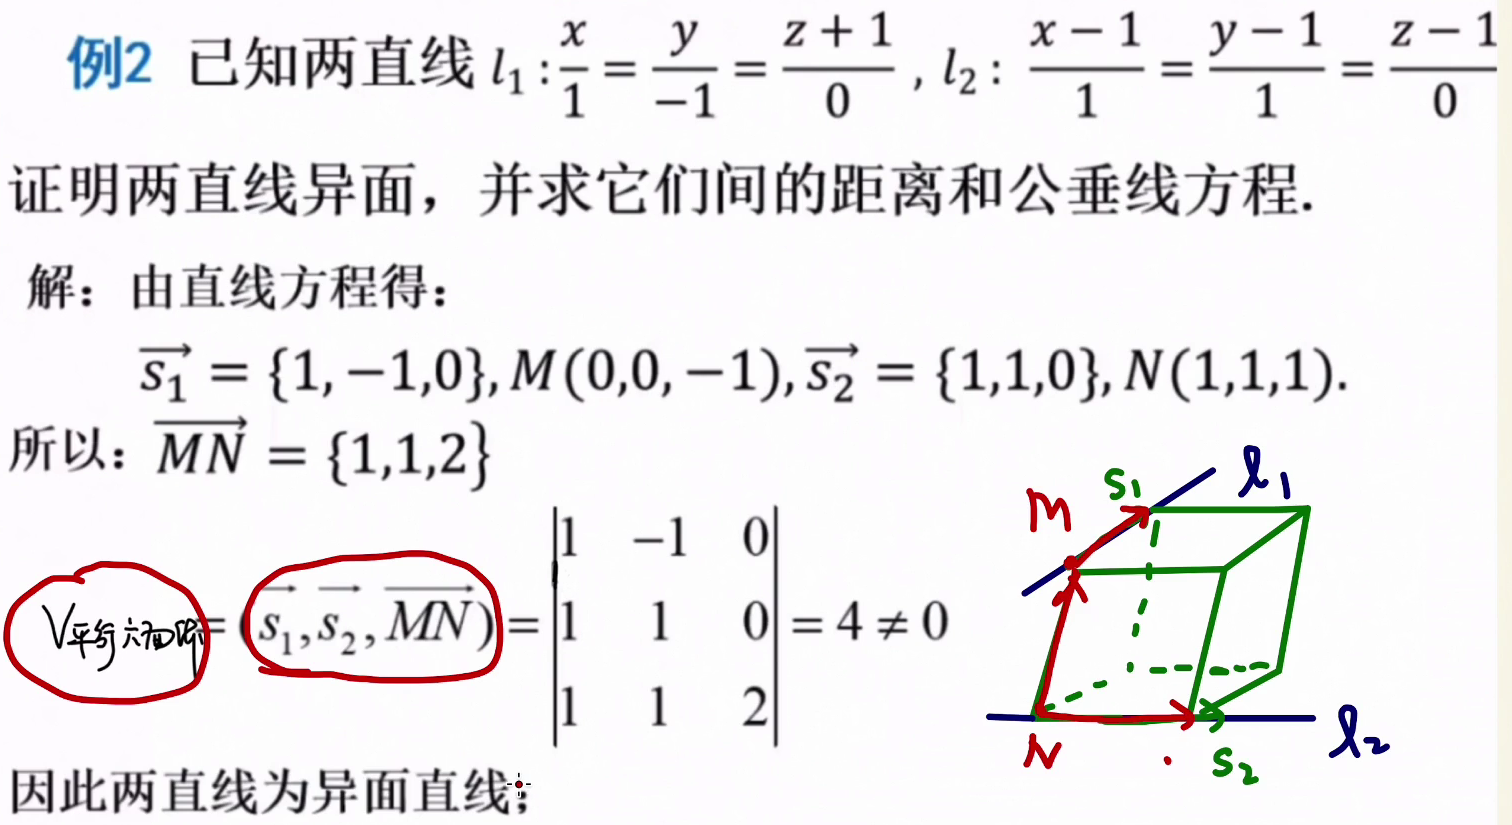 例2 已知两直线 l₁: x/1 = y/−1 = (z+1)/0 , l₂: (x−1)/1 = (y−1)/1 = (z−1)/0
证明两直线异面，并求它们间的距离和公垂线方程.
解：由直线方程得：
s₁→ = {1, −1,0}, M(0,0, −1), s₂→ = {1,1,0}, N(1,1,1).
所以：MN→ = {1,1,2}
V平行六面体 = (s₁→, s₂→, MN→) = |1 −1 0; 1 1 0; 1 1 2| = 4 ≠ 0
因此两直线为异面直线；
M S₁ l₁
N S₂ l₂